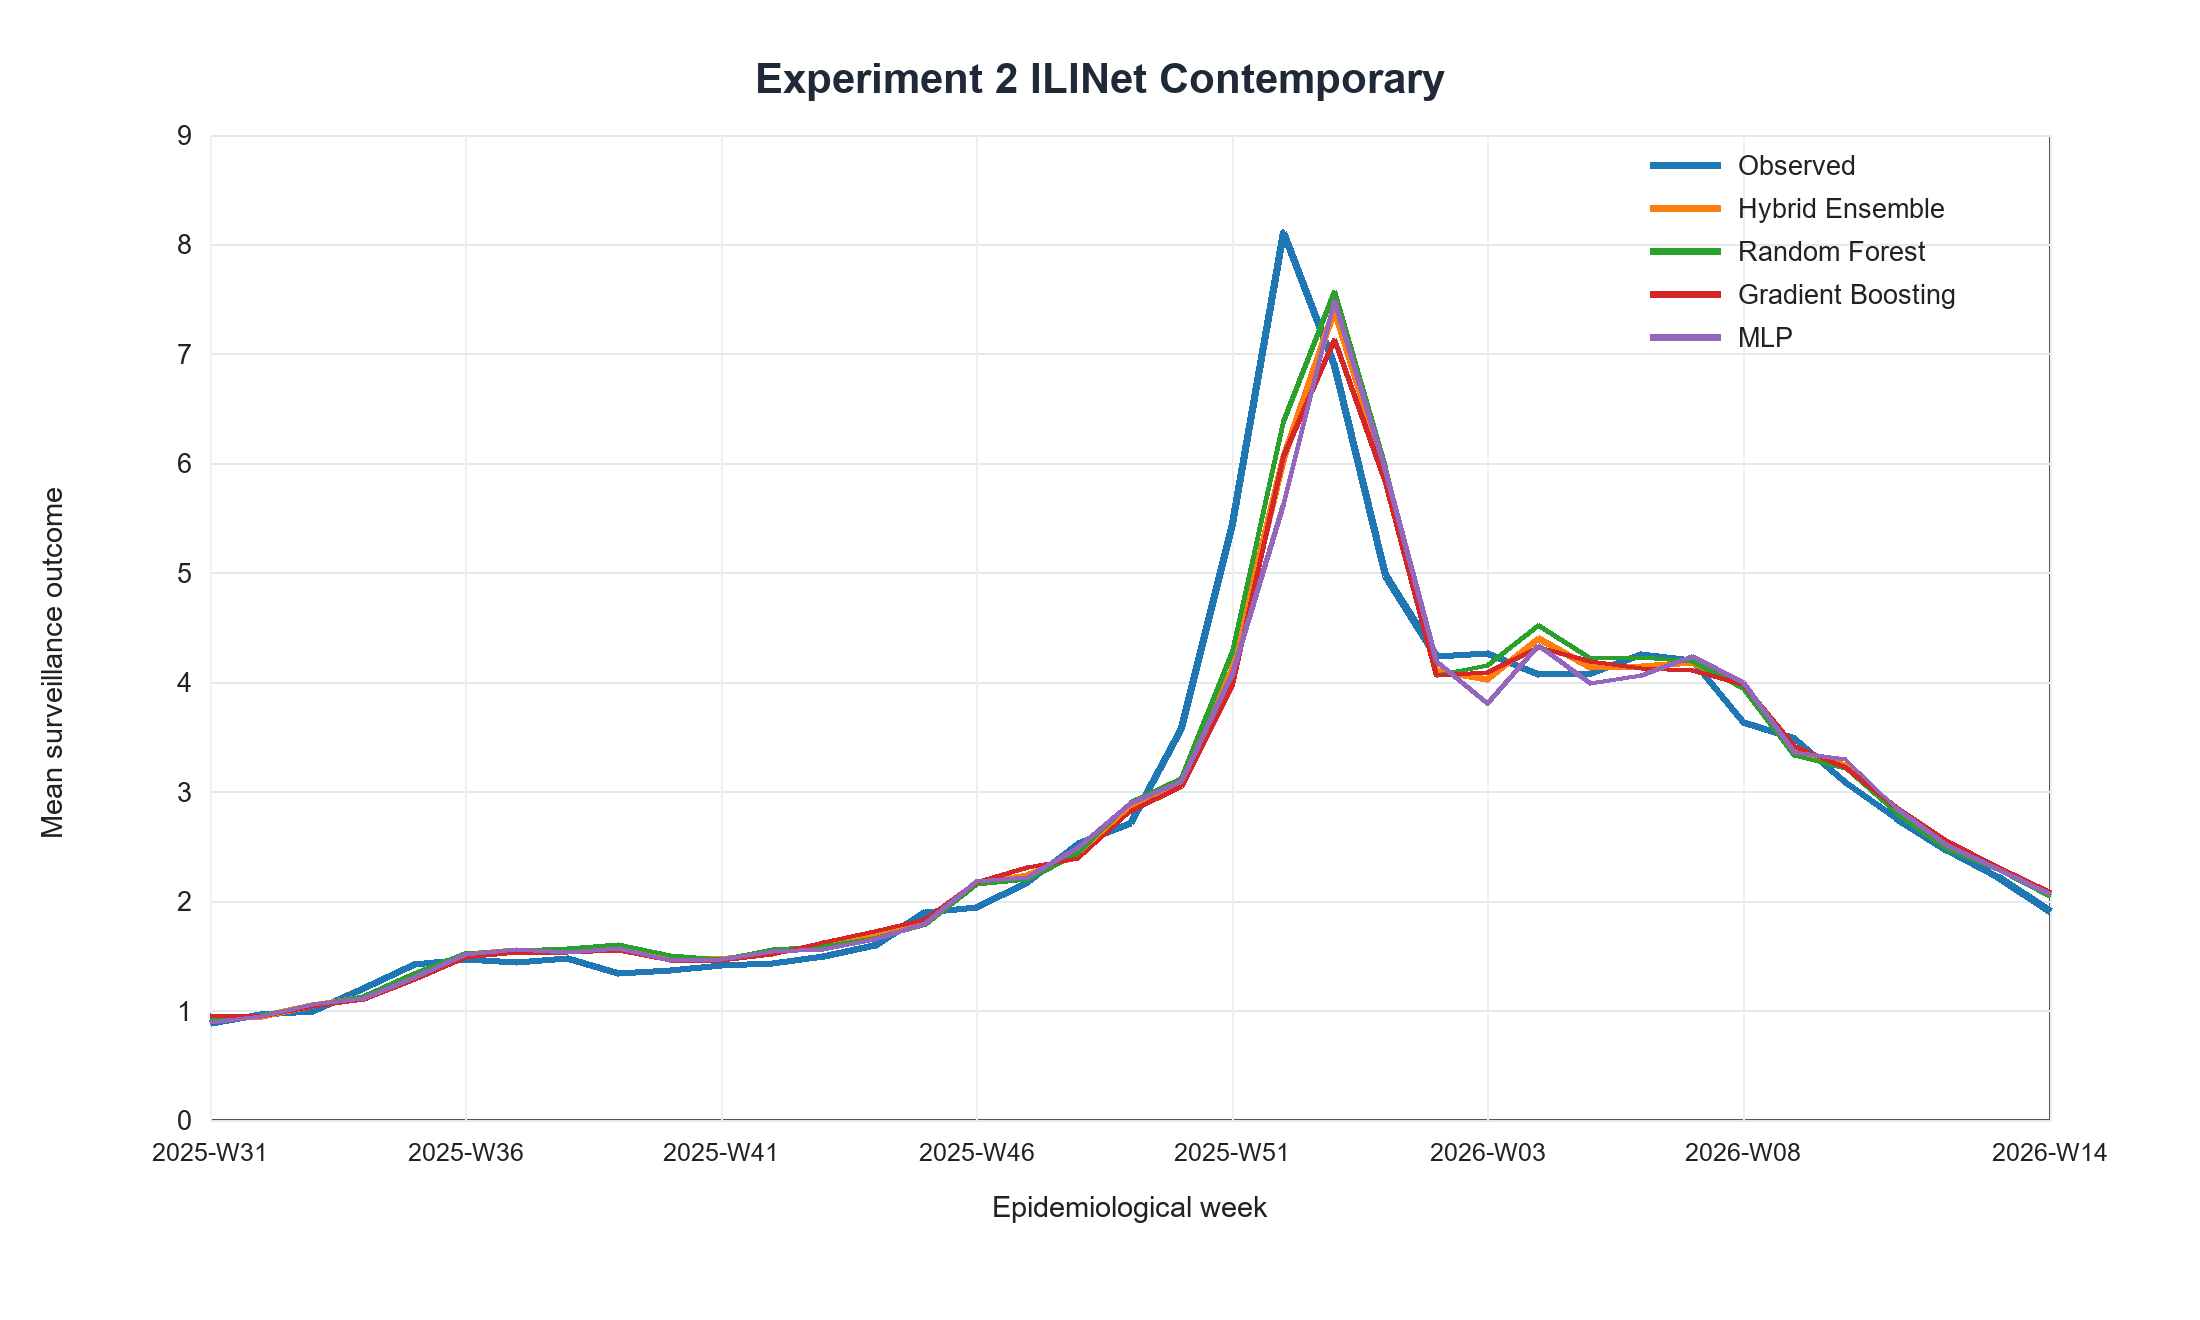 Experiment 2 ILINet Contemporary
9
8
7
6
5
4
3
2
1
0
Mean surveillance outcome
Observed
Hybrid Ensemble
Random Forest
Gradient Boosting
MLP
2025-W31
2025-W36
2025-W41
2025-W46
2025-W51
2026-W03
2026-W08
2026-W14
Epidemiological week